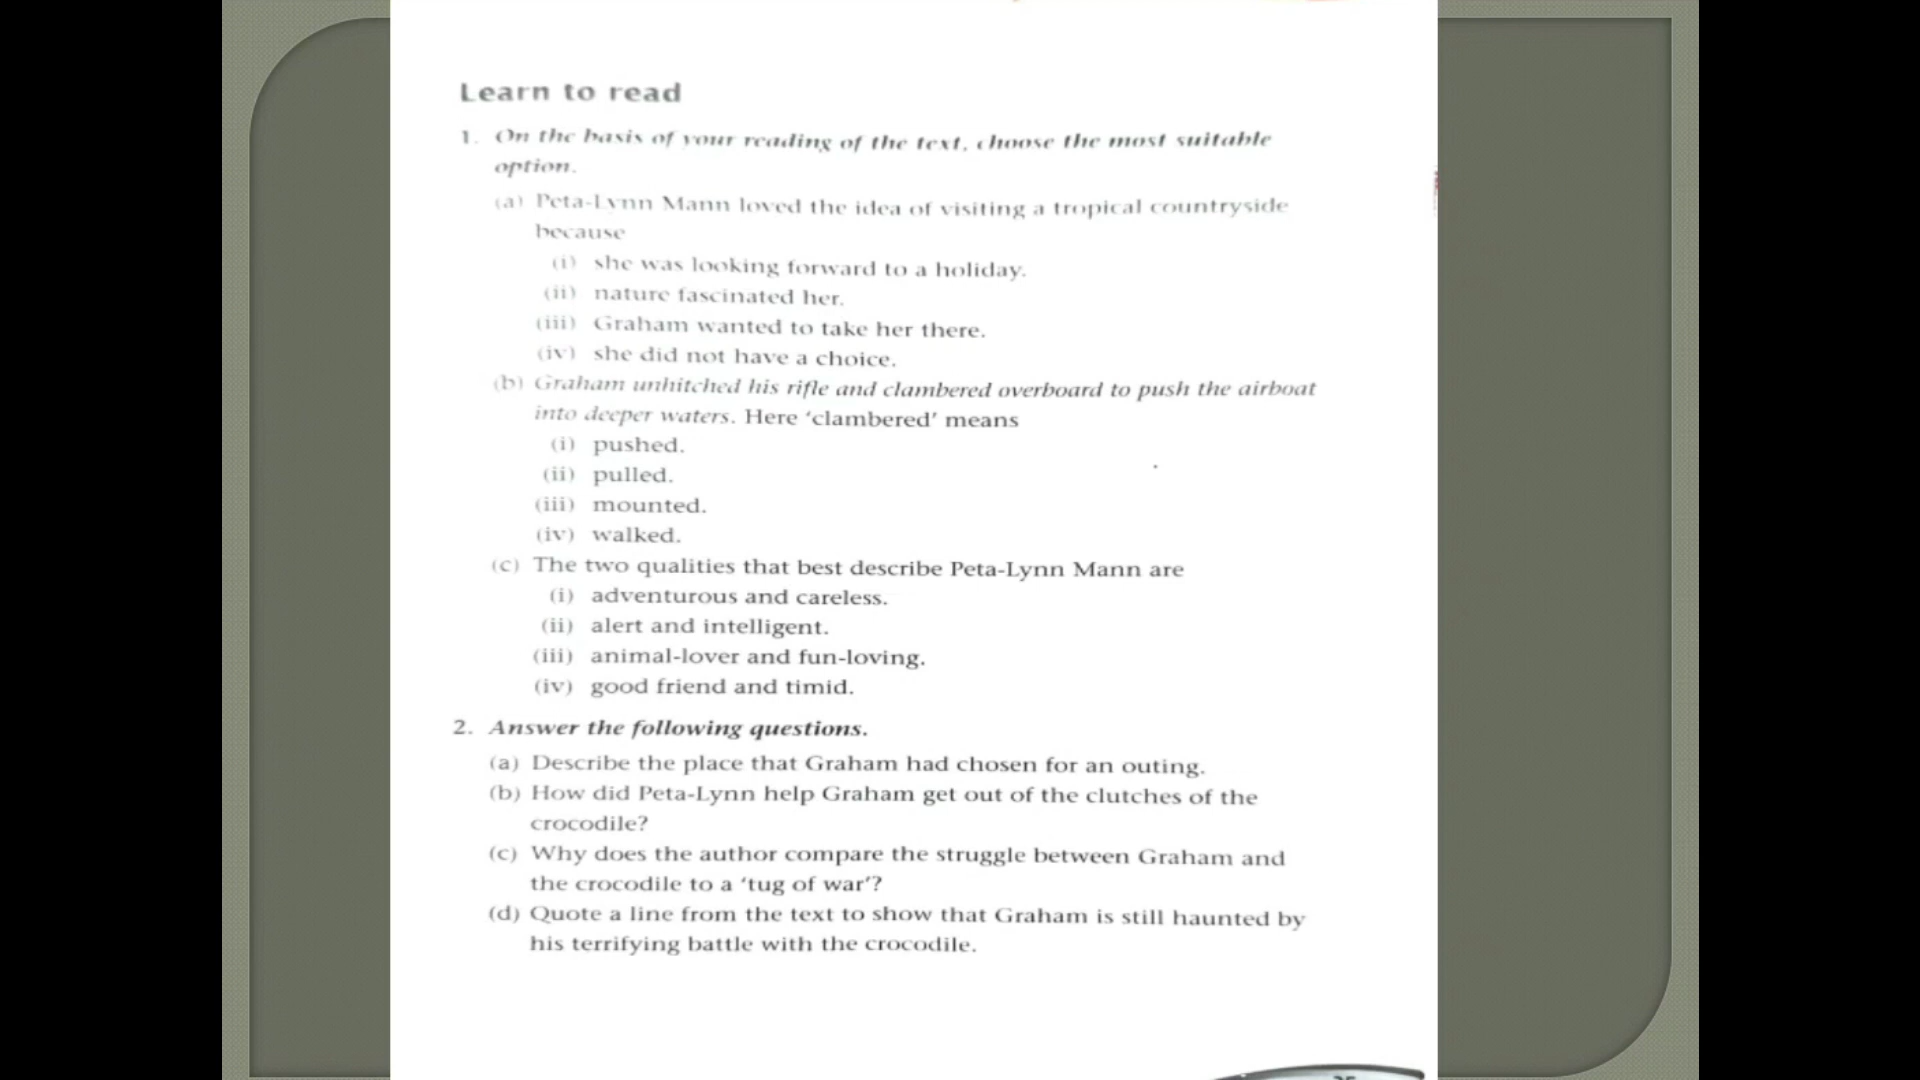 Learn to read
1. On the basis of your reading of the text, choose the most suitable
option.
(a) Peta-Lynn Mann loved the idea of visiting a tropical countryside
because
(i) she was looking forward to a holiday.
(ii) nature fascinated her.
(iii) Graham wanted to take her there.
(iv) she did not have a choice.
(b) Graham unhitched his rifle and clambered overboard to push the airboat
into deeper waters. Here ‘clambered’ means
(i) pushed.
(ii) pulled.
(iii) mounted.
(iv) walked.
(c) The two qualities that best describe Peta-Lynn Mann are
(i) adventurous and careless.
(ii) alert and intelligent.
(iii) animal-lover and fun-loving.
(iv) good friend and timid.
2. Answer the following questions.
(a) Describe the place that Graham had chosen for an outing.
(b) How did Peta-Lynn help Graham get out of the clutches of the
crocodile?
(c) Why does the author compare the struggle between Graham and
the crocodile to a ‘tug of war’?
(d) Quote a line from the text to show that Graham is still haunted by
his terrifying battle with the crocodile.